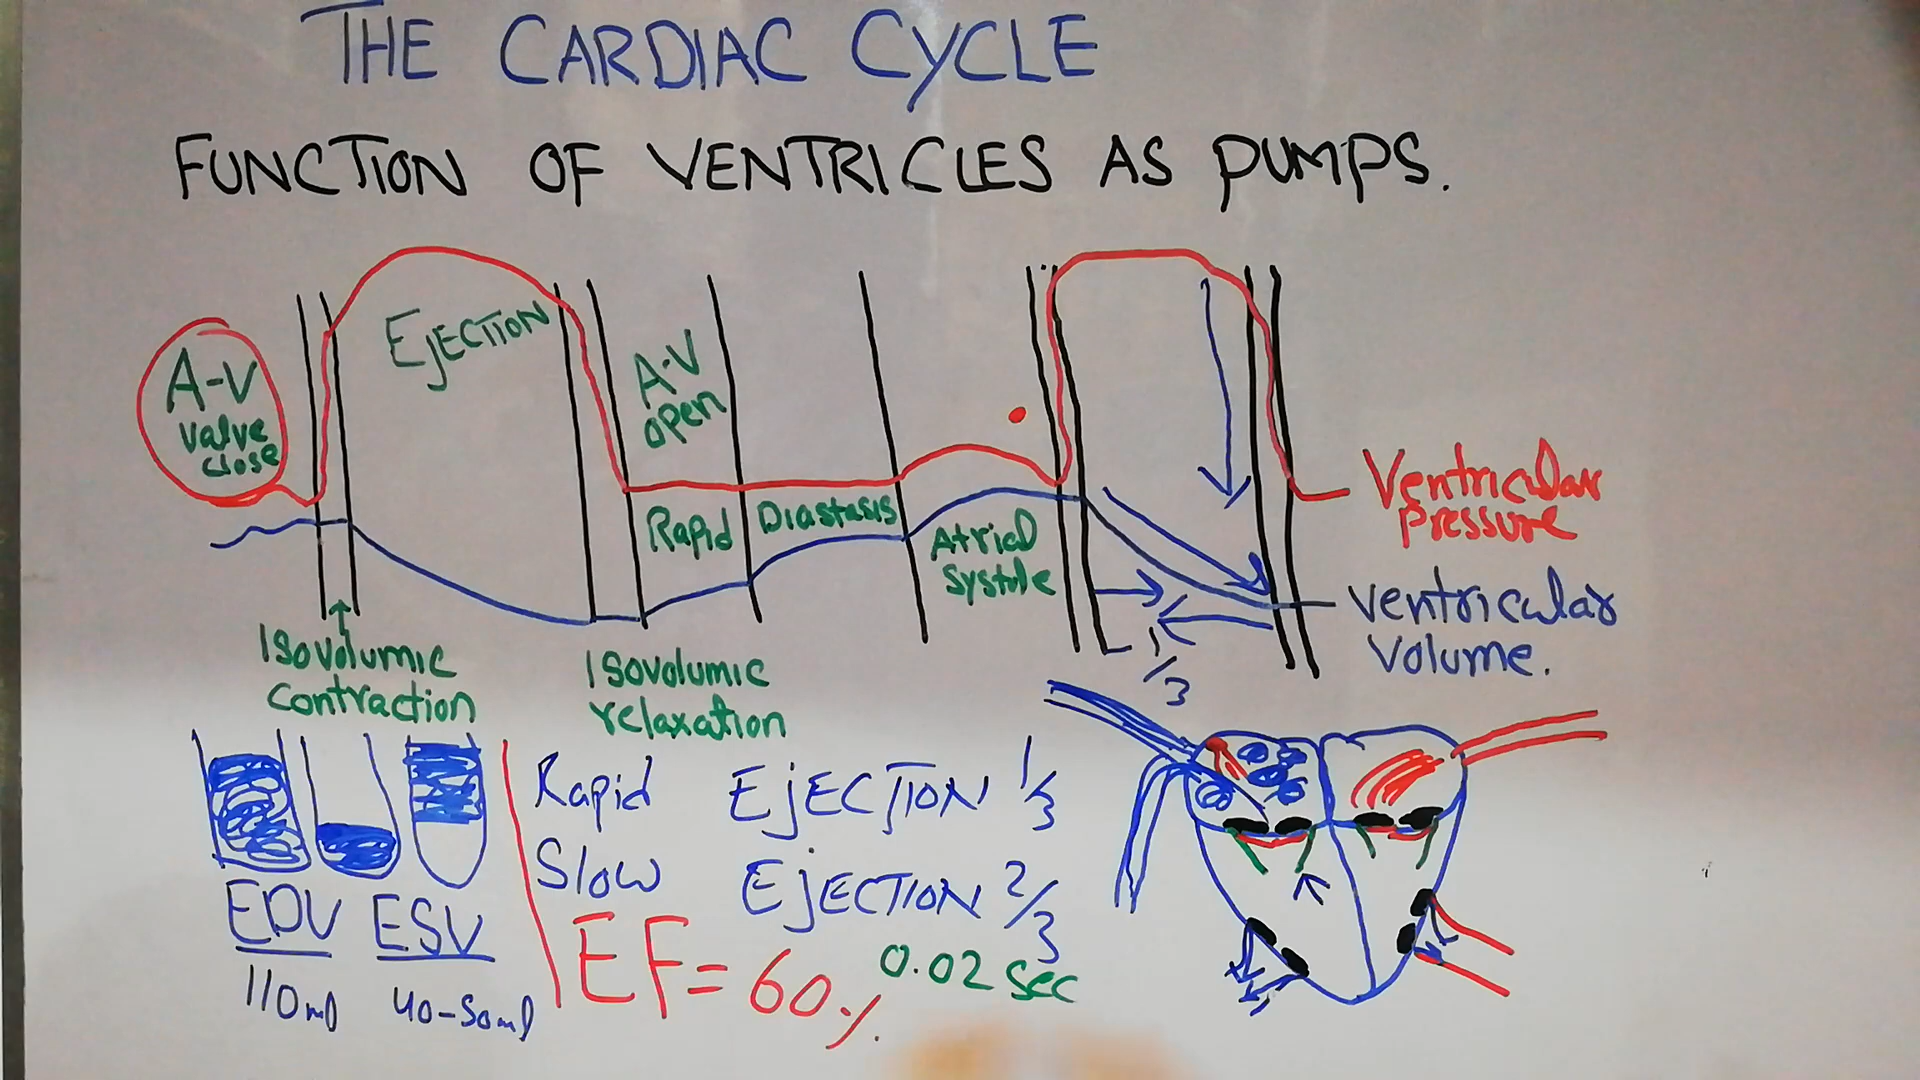 THE CARDIAC CYCLE
FUNCTION OF VENTRICLES AS PUMPS.
A-V
valve
close
EJECTION
A-V
open
Rapid
Diastasis
Atrial
Systole
Ventricular
Pressure
Ventricular
Volume.
1/3
Isovolumic
contraction
Isovolumic
relaxation
Rapid EJECTION 1/3
Slow EJECTION 2/3
EDV
110ml
ESV
40-50ml
EF = 60%
0.02 sec